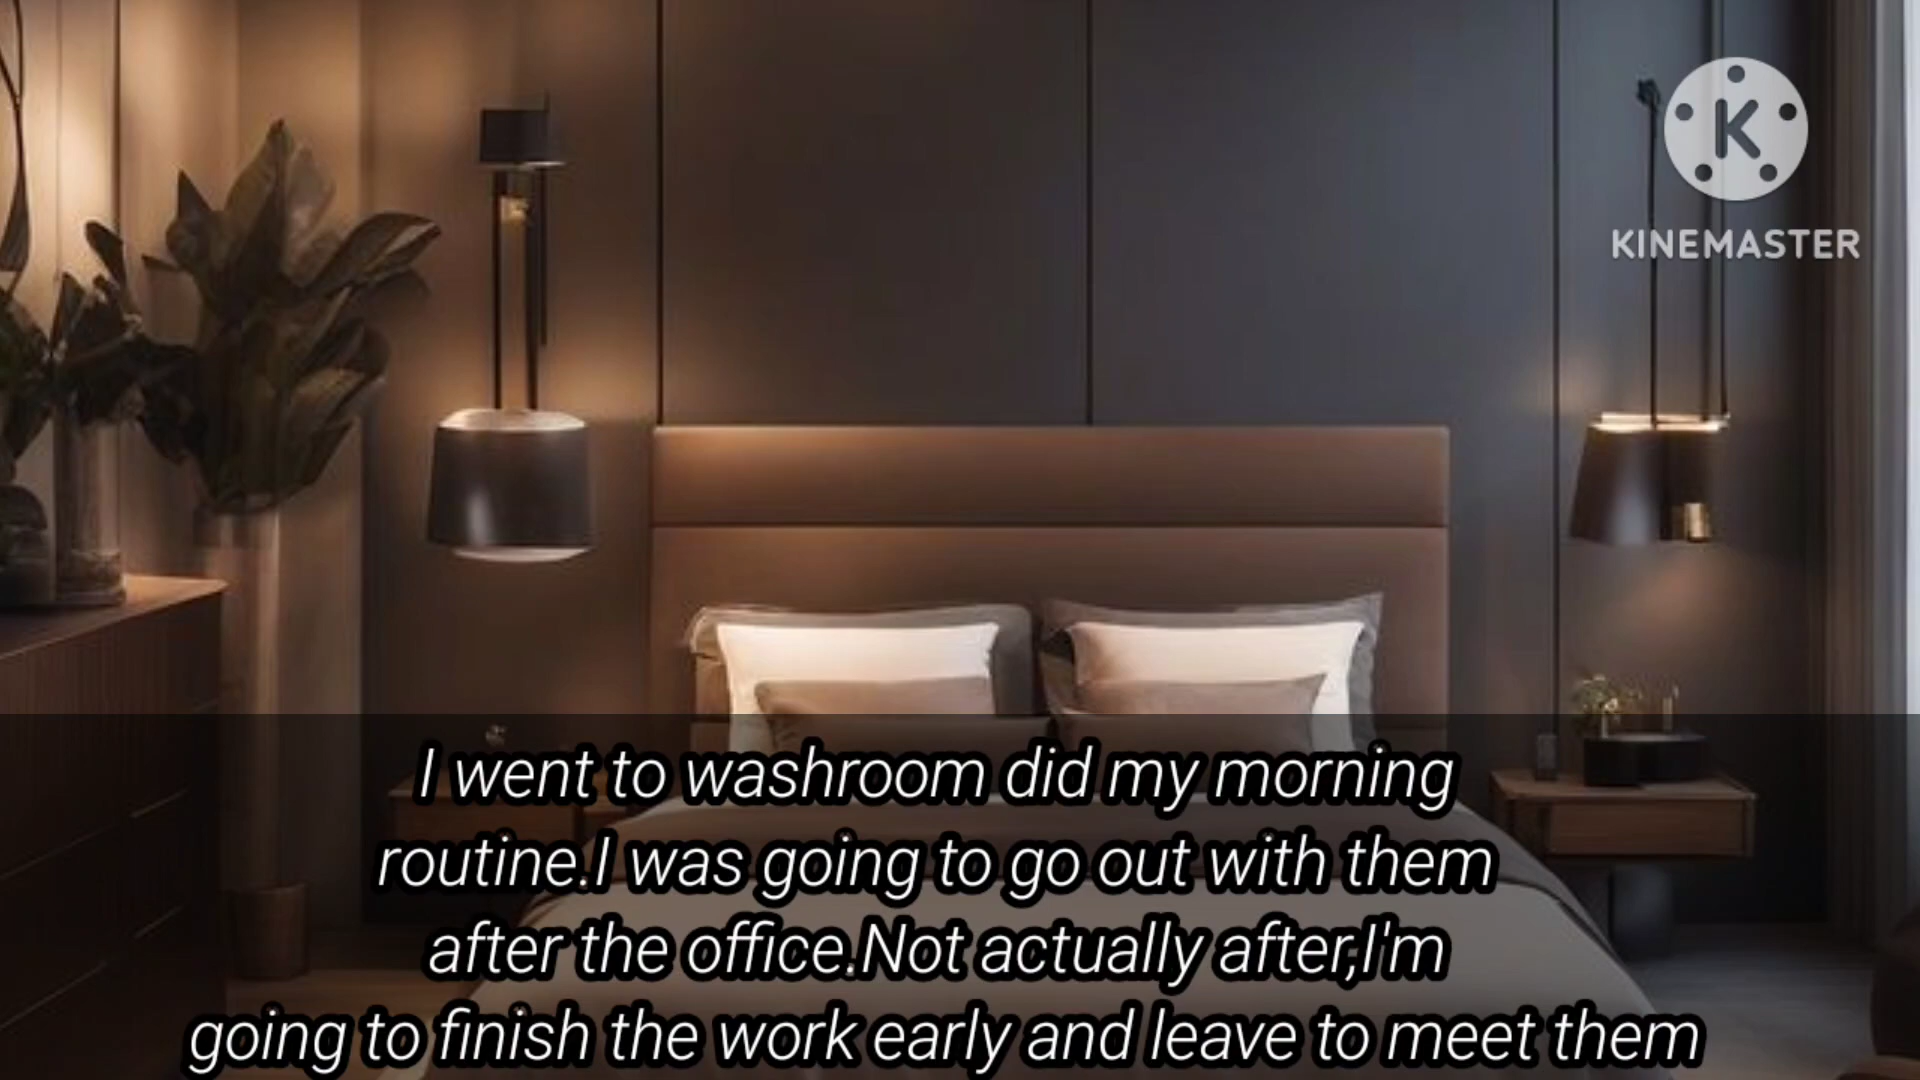 K
KINEMASTER
I went to washroom did my morning
routine.I was going to go out with them
after the office.Not actually after,I'm
going to finish the work early and leave to meet them